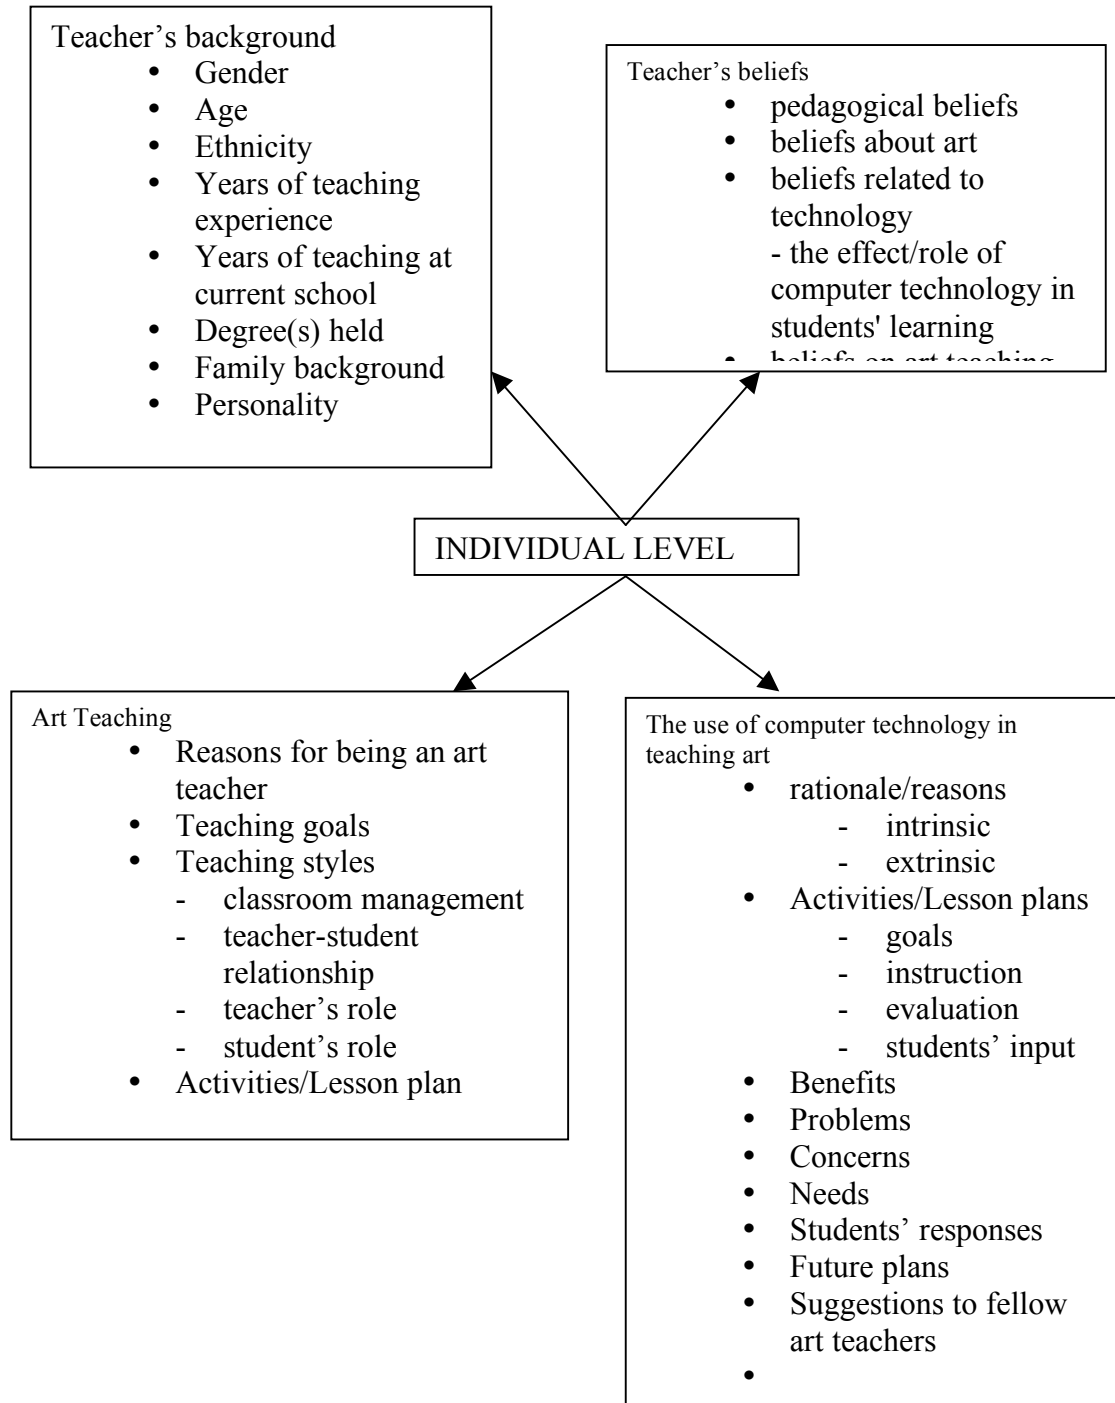 Teacher’s background
• Gender
• Age
• Ethnicity
• Years of teaching
experience
• Years of teaching at
current school
• Degree(s) held
• Family background
• Personality
Teacher’s beliefs
• pedagogical beliefs
• beliefs about art
• beliefs related to
technology
- the effect/role of
computer technology in
students' learning
• beliefs on art teaching
INDIVIDUAL LEVEL
Art Teaching
• Reasons for being an art
teacher
• Teaching goals
• Teaching styles
- classroom management
- teacher-student
relationship
- teacher’s role
- student’s role
• Activities/Lesson plan
The use of computer technology in
teaching art
• rationale/reasons
- intrinsic
- extrinsic
• Activities/Lesson plans
- goals
- instruction
- evaluation
- students’ input
• Benefits
• Problems
• Concerns
• Needs
• Students’ responses
• Future plans
• Suggestions to fellow
art teachers
•